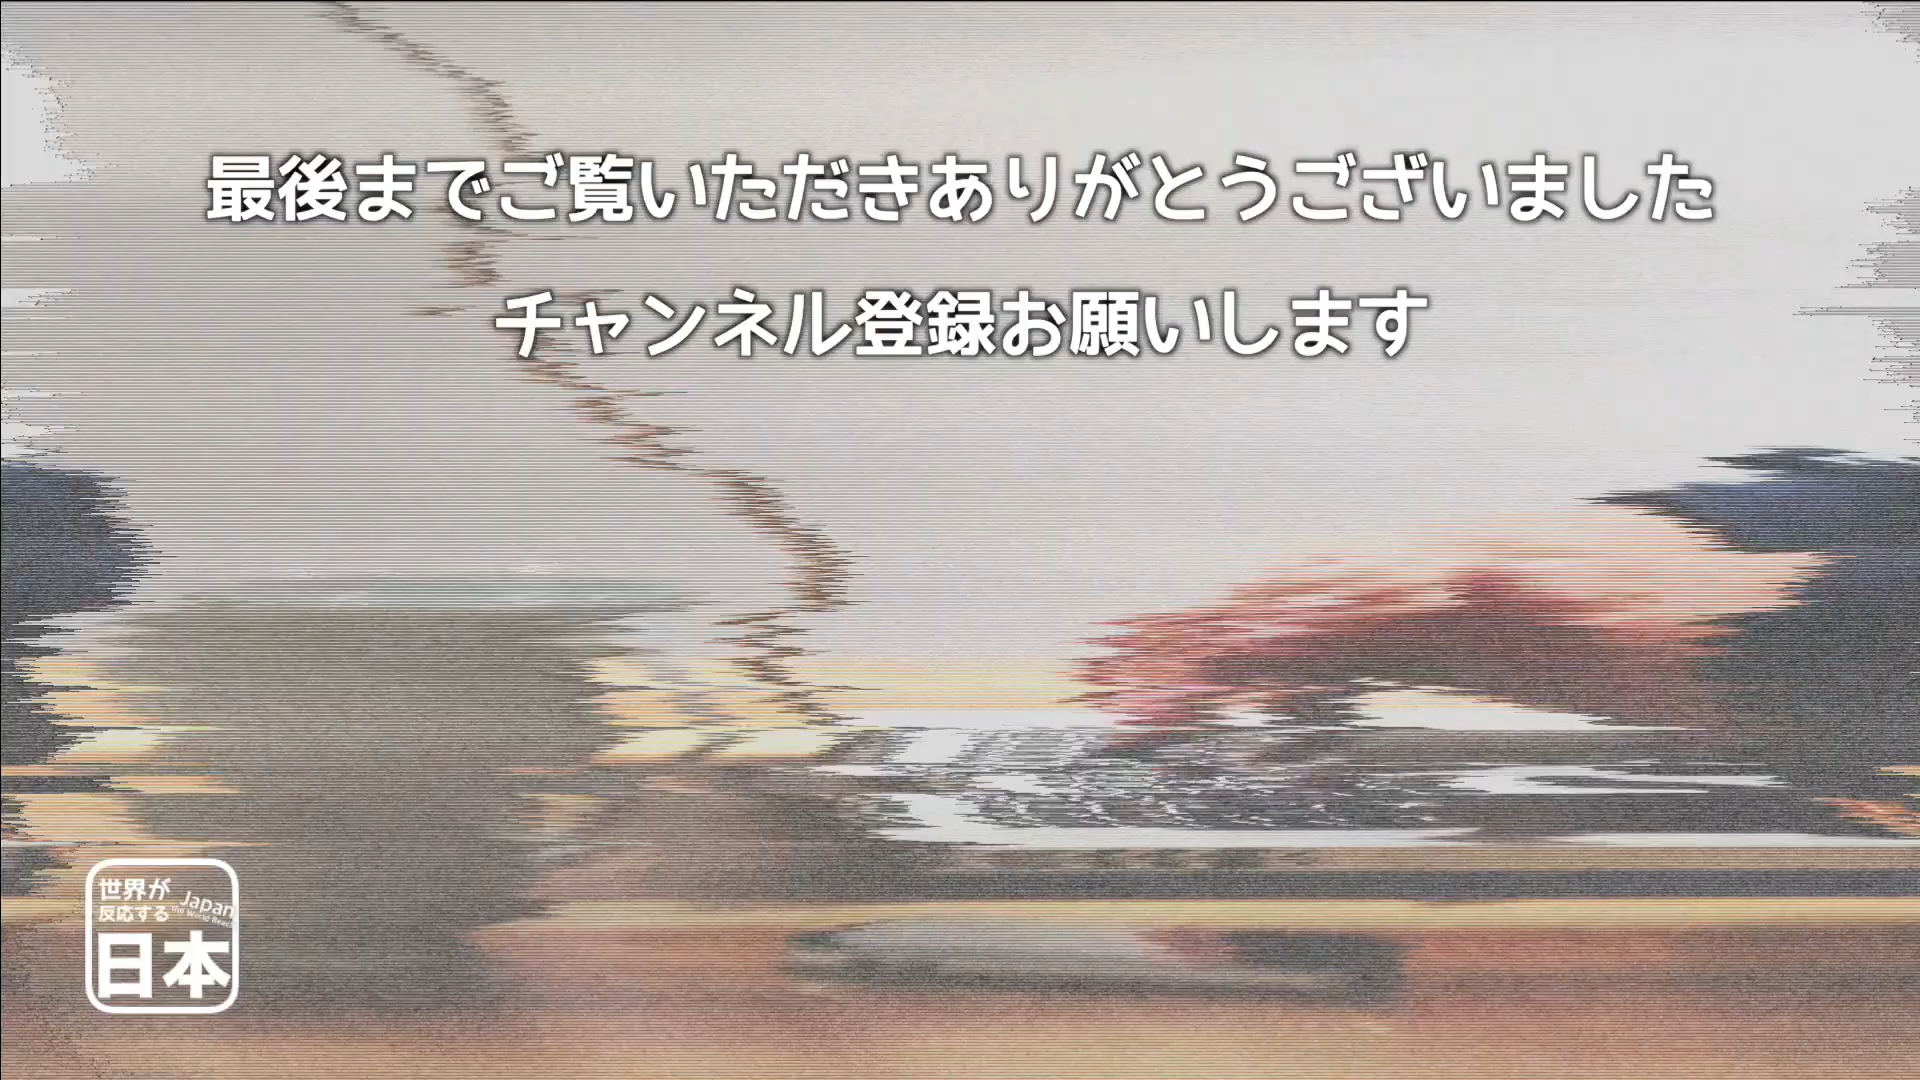 最後までご覧いただきありがとうございました
チャンネル登録お願いします
世界が
反応する
Japan
日本